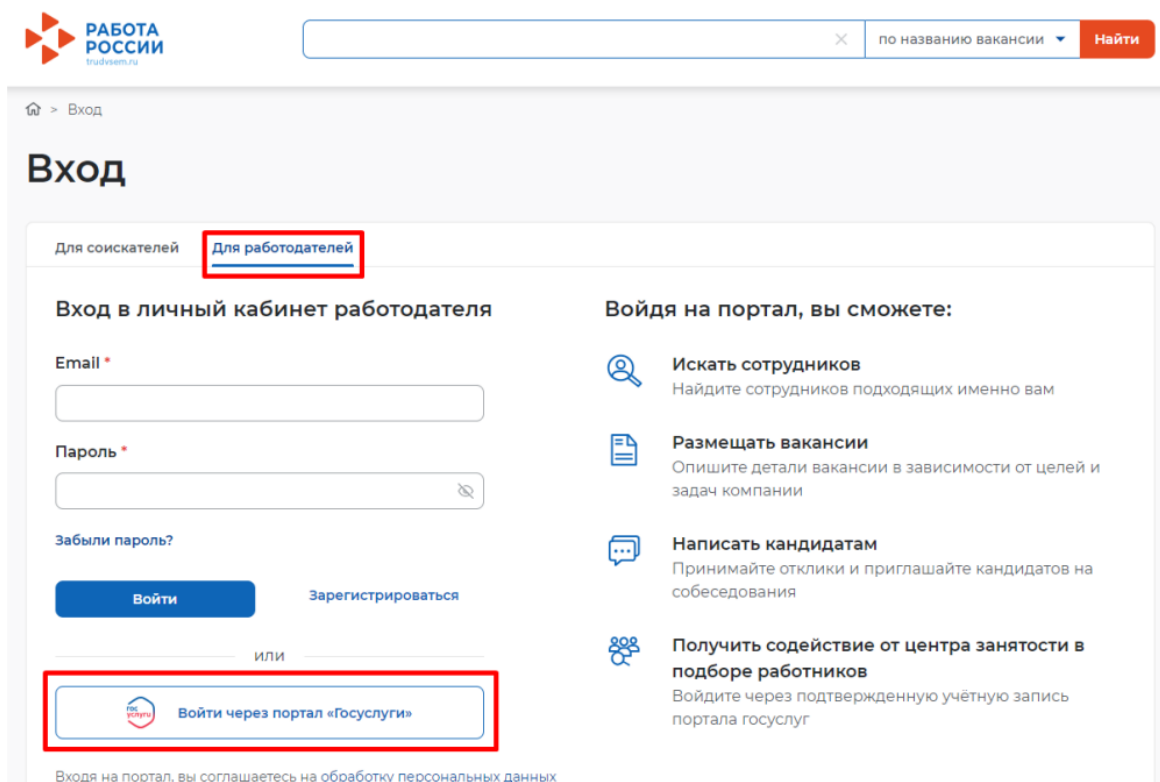 РАБОТА
РОССИИ
trudvsem.ru
по названию вакансии
Найти
> Вход
Вход
Для соискателей
Для работодателей
Вход в личный кабинет работодателя
Email *
Пароль *
Забыли пароль?
Войти
Зарегистрироваться
или
гос
услуги
Войти через портал «Госуслуги»
Входя на портал, вы соглашаетесь на обработку персональных данных
Войдя на портал, вы сможете:
Искать сотрудников
Найдите сотрудников подходящих именно вам
Размещать вакансии
Опишите детали вакансии в зависимости от целей и
задач компании
Написать кандидатам
Принимайте отклики и приглашайте кандидатов на
собеседования
Получить содействие от центра занятости в
подборе работников
Войдите через подтвержденную учётную запись
портала госуслуг